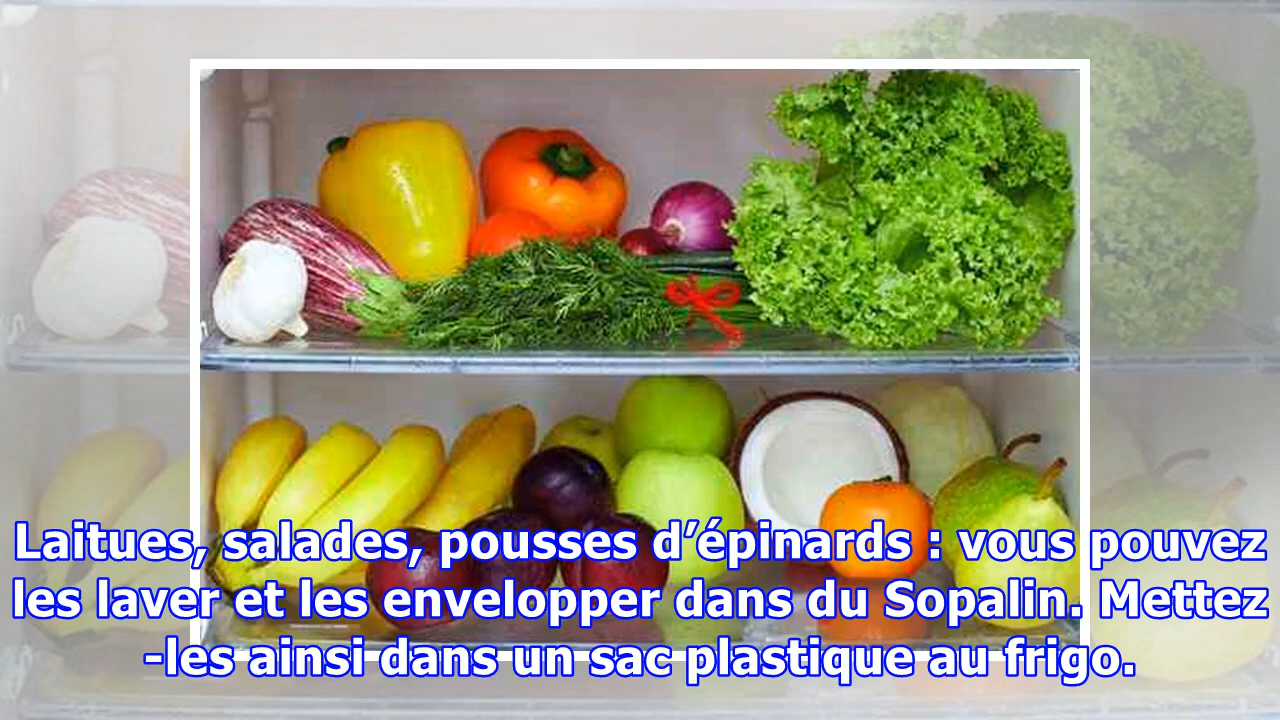 Laitues, salades, pousses d’épinards : vous pouvez
les laver et les envelopper dans du Sopalin. Mettez
-les ainsi dans un sac plastique au frigo.